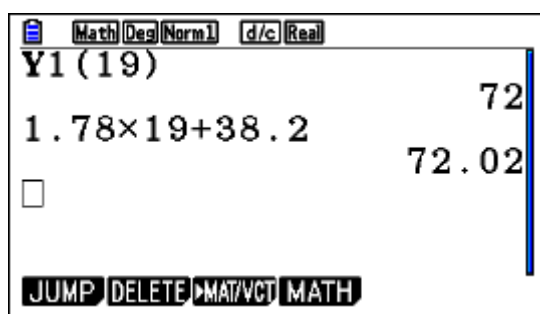 Math Deg Norm1 d/c Real
Y1(19)
72
1.78×19+38.2
72.02
JUMP DELETE ►MAT/VCT MATH